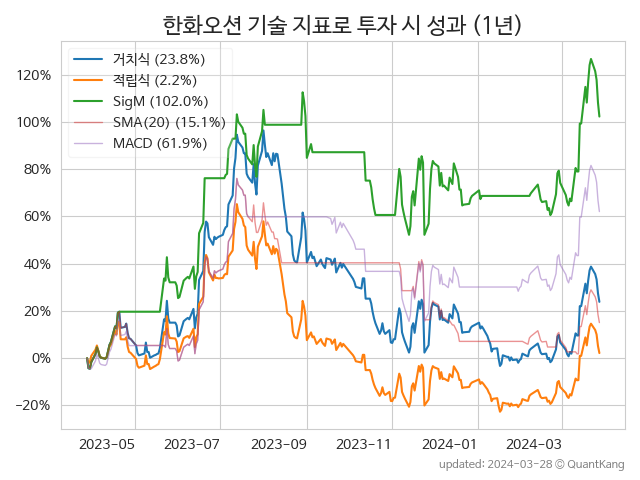 한화오션 기술 지표로 투자 시 성과 (1년)
거치식 (23.8%)
적립식 (2.2%)
SigM (102.0%)
SMA(20) (15.1%)
MACD (61.9%)
120%
100%
80%
60%
40%
20%
0%
−20%
2023-05 2023-07 2023-09 2023-11 2024-01 2024-03
updated: 2024-03-28 © QuantKang